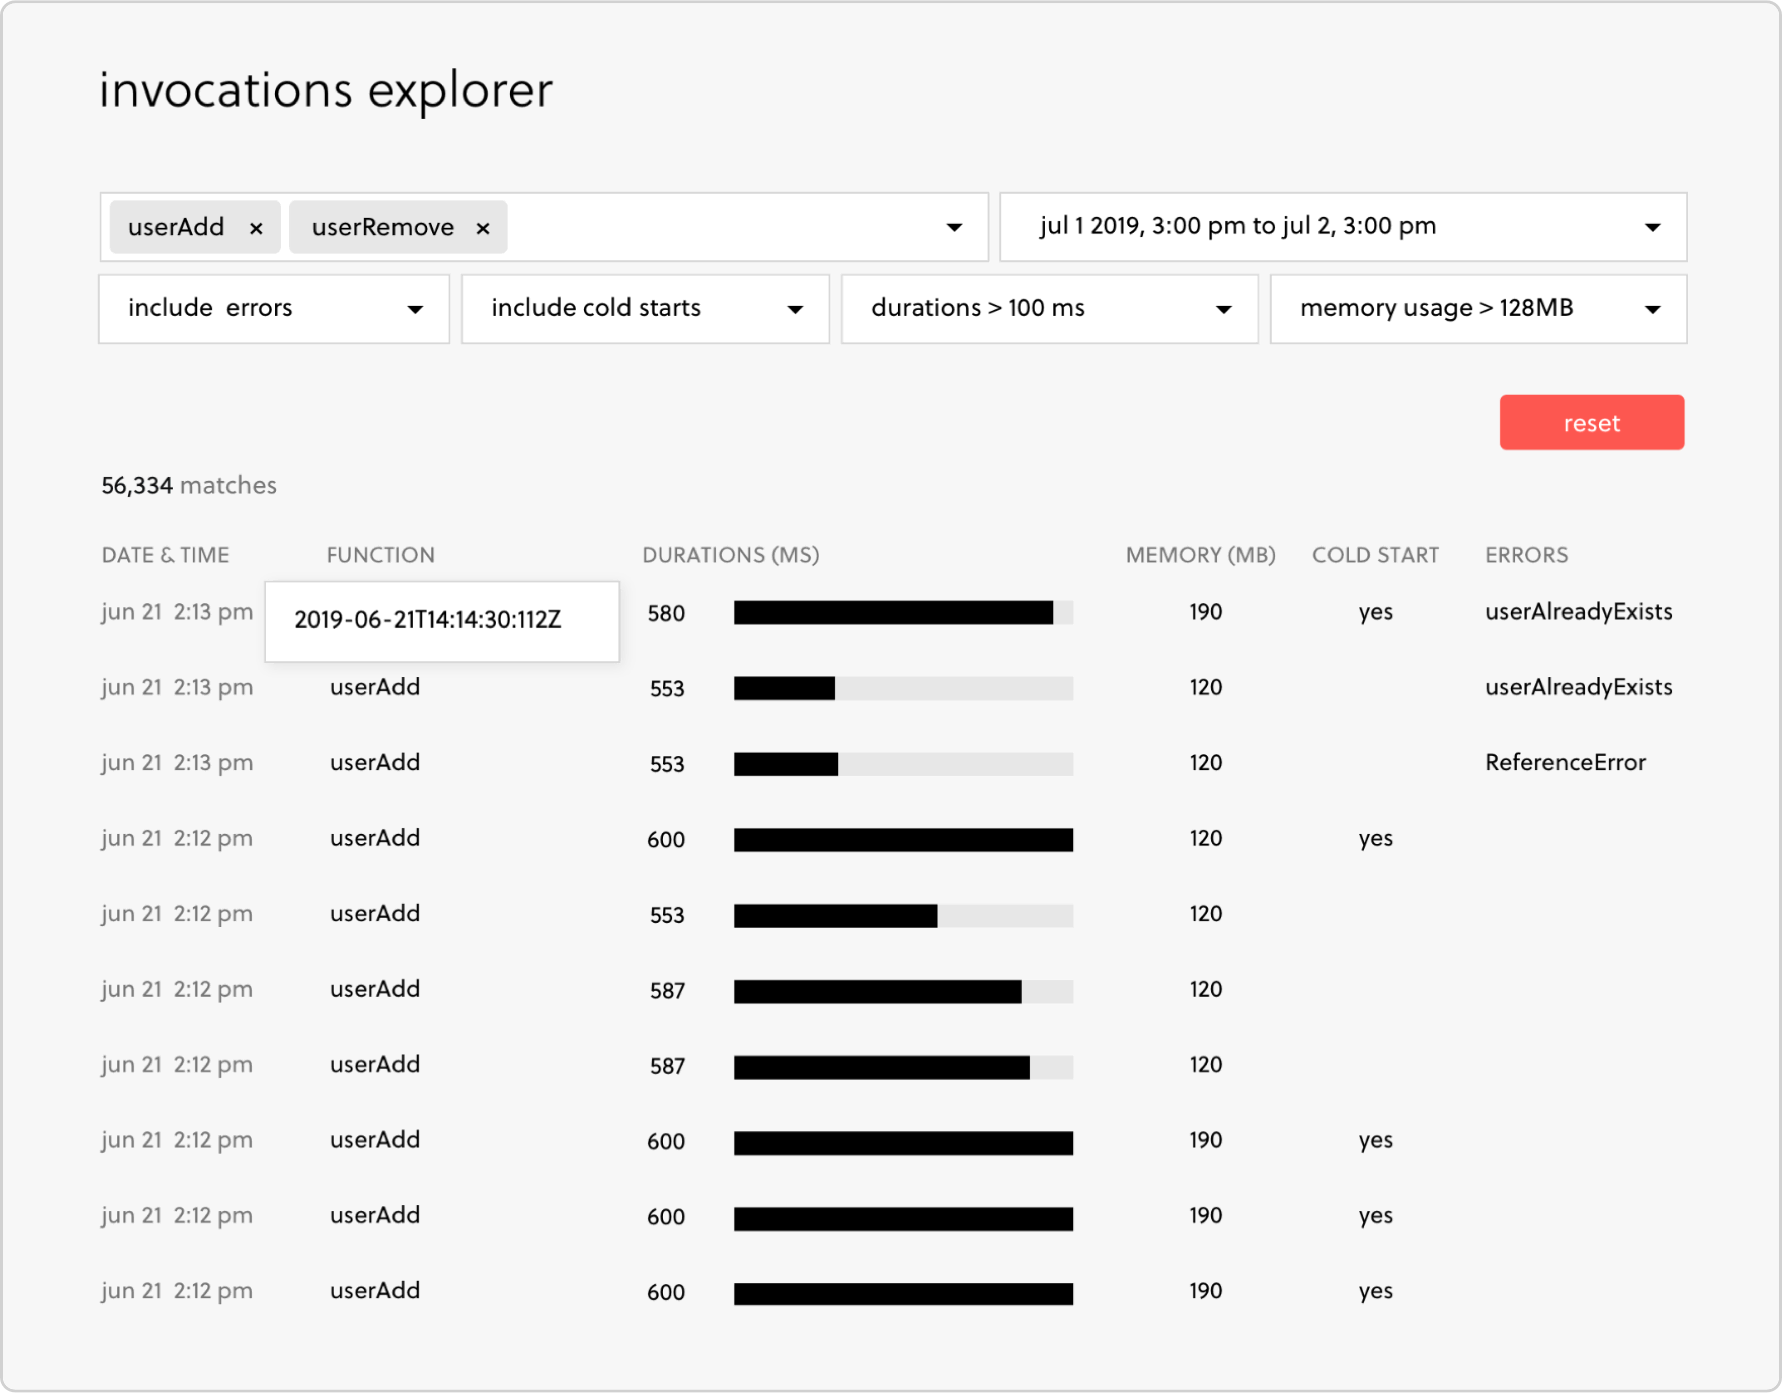 invocations explorer
userAdd × userRemove × jul 1 2019, 3:00 pm to jul 2, 3:00 pm
include errors include cold starts durations > 100 ms memory usage > 128MB
reset
56,334 matches
DATE & TIME FUNCTION DURATIONS (MS) MEMORY (MB) COLD START ERRORS
jun 21 2:13 pm 2019-06-21T14:14:30:112Z 580 190 yes userAlreadyExists
jun 21 2:13 pm userAdd 553 120 userAlreadyExists
jun 21 2:13 pm userAdd 553 120 ReferenceError
jun 21 2:12 pm userAdd 600 120 yes
jun 21 2:12 pm userAdd 553 120
jun 21 2:12 pm userAdd 587 120
jun 21 2:12 pm userAdd 587 120
jun 21 2:12 pm userAdd 600 190 yes
jun 21 2:12 pm userAdd 600 190 yes
jun 21 2:12 pm userAdd 600 190 yes